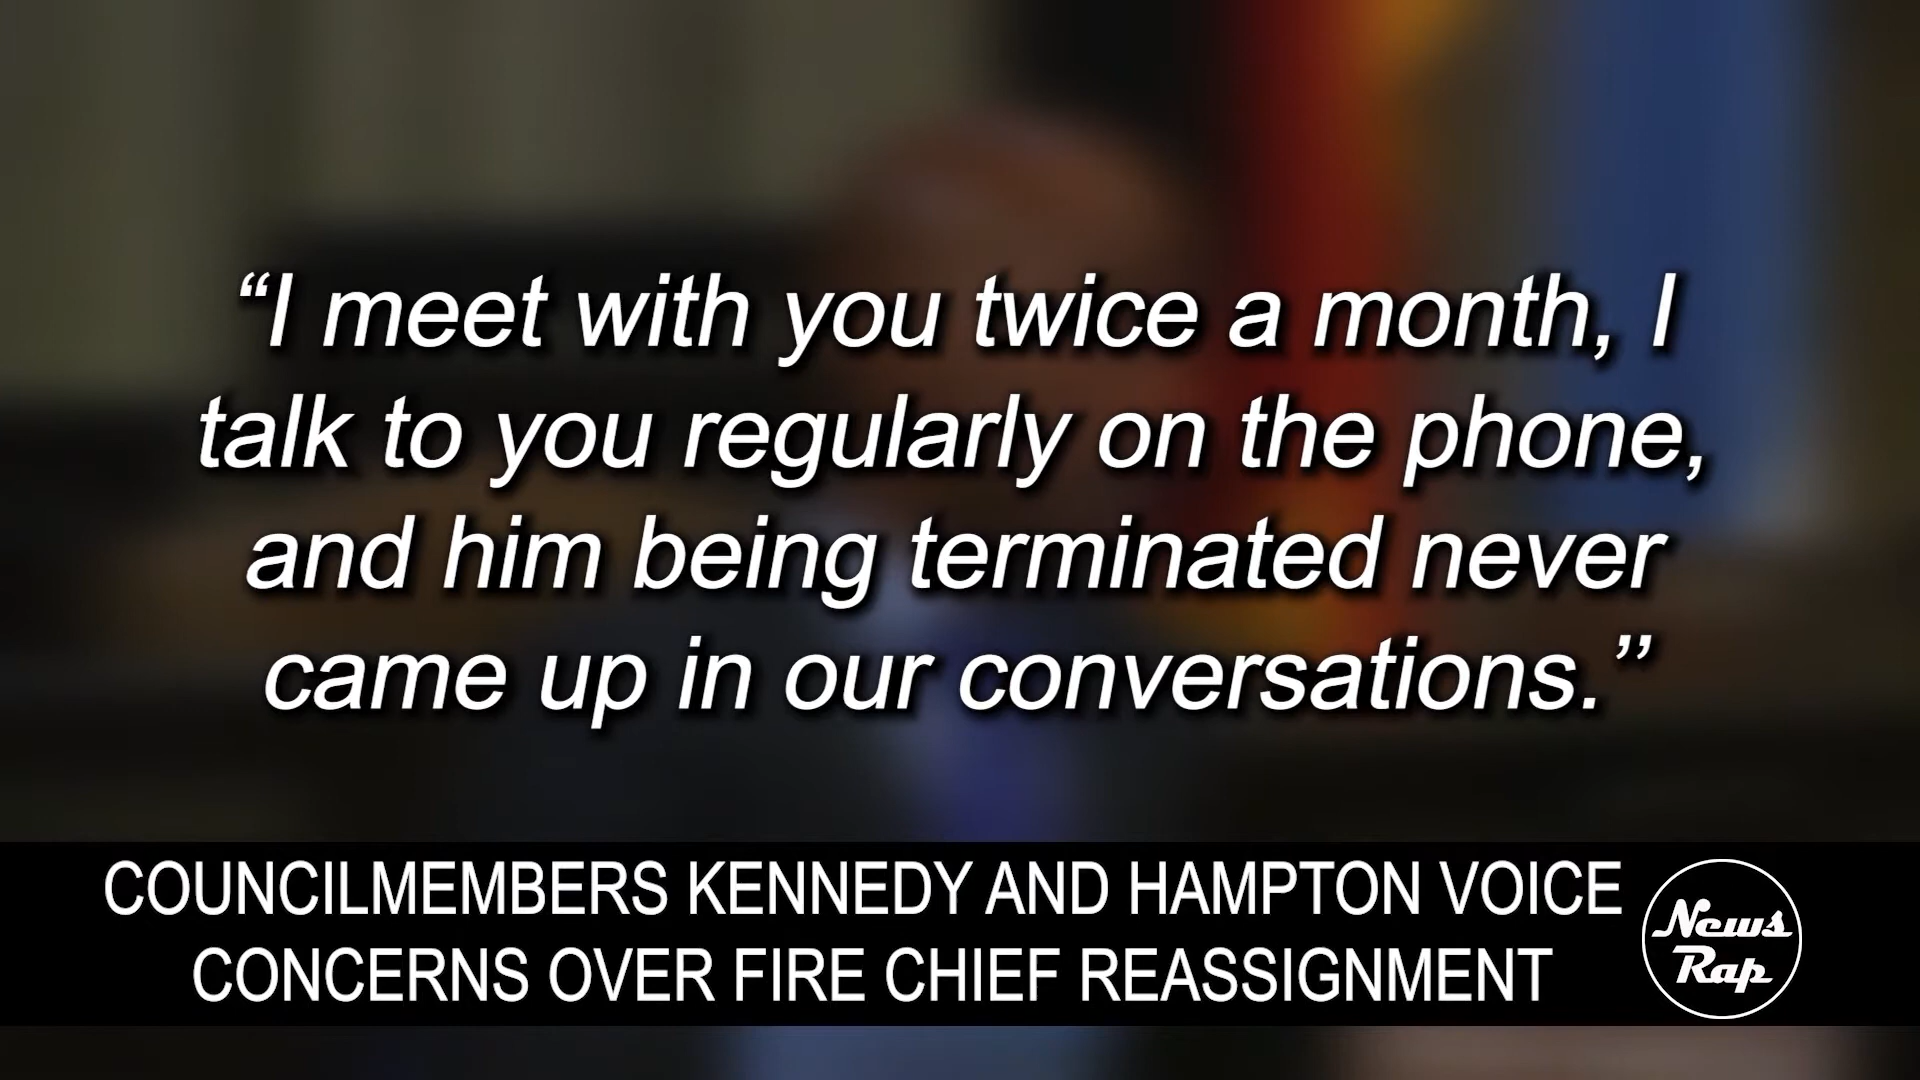 “I meet with you twice a month, I
talk to you regularly on the phone,
and him being terminated never
came up in our conversations.”
COUNCILMEMBERS KENNEDY AND HAMPTON VOICE
CONCERNS OVER FIRE CHIEF REASSIGNMENT
News
Rap